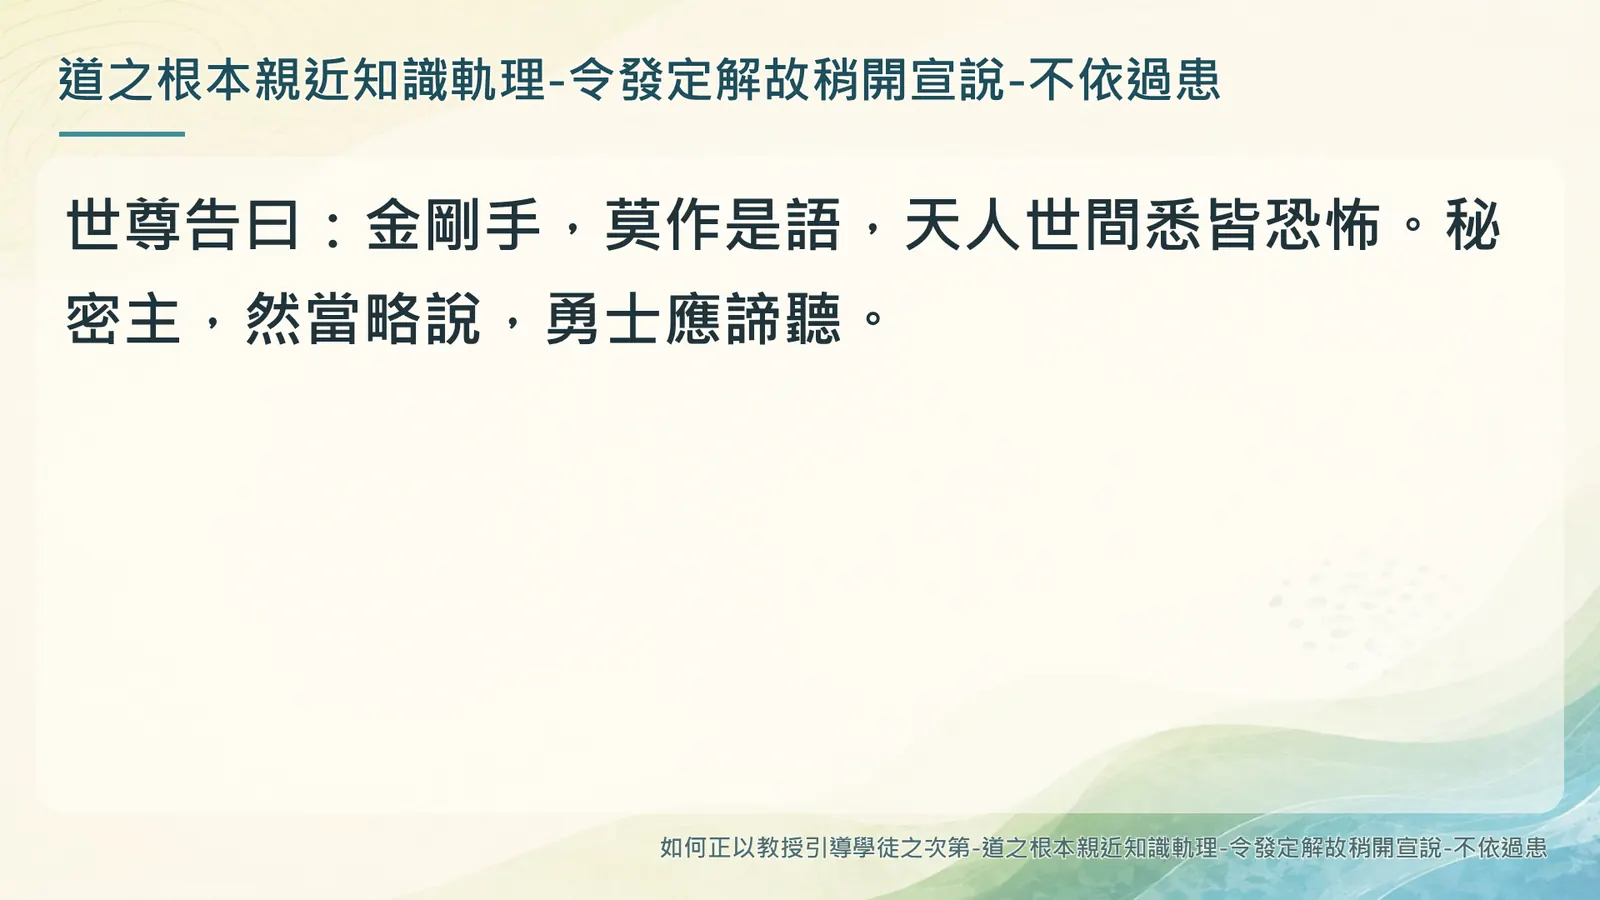 道之根本親近知識軌理-令發定解故稍開宣說-不依過患
世尊告曰：金剛手，莫作是語，天人世間悉皆恐怖。秘
密主，然當略說，勇士應諦聽。
如何正以教授引導學徒之次第-道之根本親近知識軌理-令發定解故稍開宣說-不依過患